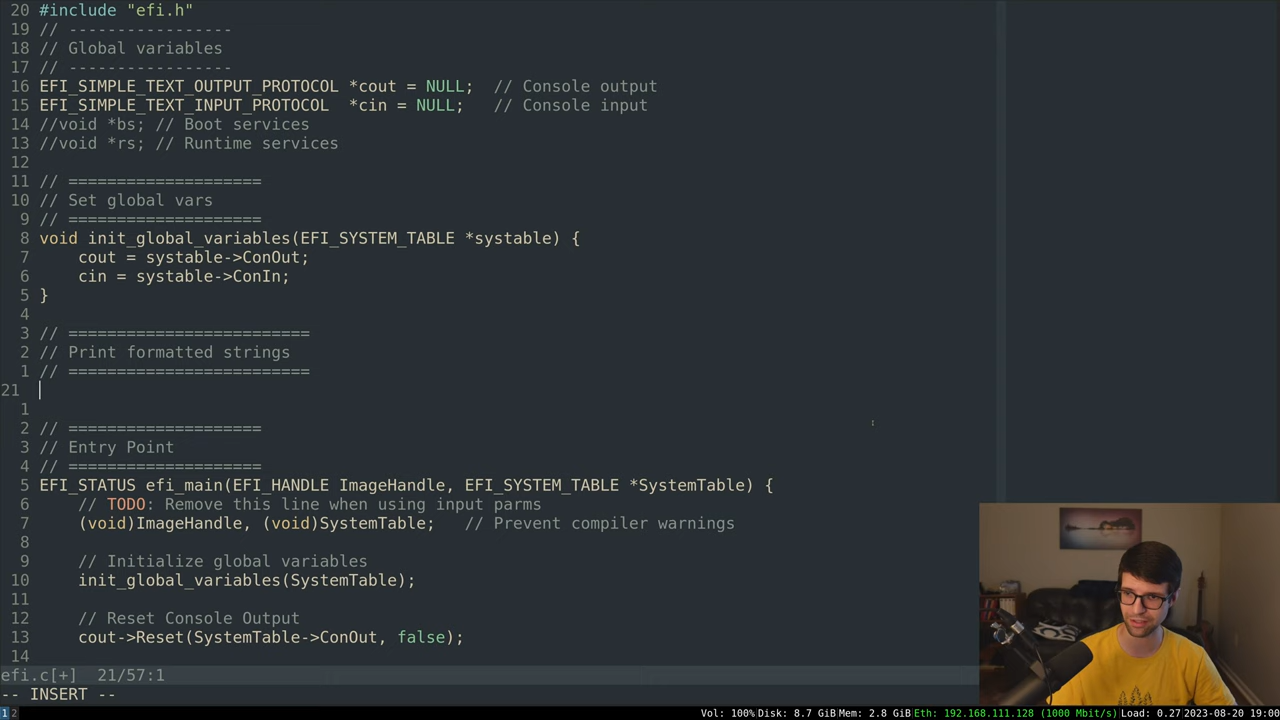 20 #include "efi.h"
19 // -----------------
18 // Global variables
17 // -----------------
16 EFI_SIMPLE_TEXT_OUTPUT_PROTOCOL *cout = NULL;  // Console output
15 EFI_SIMPLE_TEXT_INPUT_PROTOCOL  *cin = NULL;   // Console input
14 //void *bs; // Boot services
13 //void *rs; // Runtime services
12
11 // ====================
10 // Set global vars
9 // ====================
8 void init_global_variables(EFI_SYSTEM_TABLE *systable) {
7     cout = systable->ConOut;
6     cin = systable->ConIn;
5 }
4
3 // =========================
2 // Print formatted strings
1 // =========================
21
1
2 // ====================
3 // Entry Point
4 // ====================
5 EFI_STATUS efi_main(EFI_HANDLE ImageHandle, EFI_SYSTEM_TABLE *SystemTable) {
6     // TODO: Remove this line when using input parms
7     (void)ImageHandle, (void)SystemTable;   // Prevent compiler warnings
8
9     // Initialize global variables
10     init_global_variables(SystemTable);
11
12     // Reset Console Output
13     cout->Reset(SystemTable->ConOut, false);
14
efi.c[+]  21/57:1
-- INSERT --
1 2 Vol: 100% Disk: 8.7 GiB Mem: 2.8 GiB Eth: 192.168.111.128 (1000 Mbit/s) Load: 0.27 2023-08-20 19:00